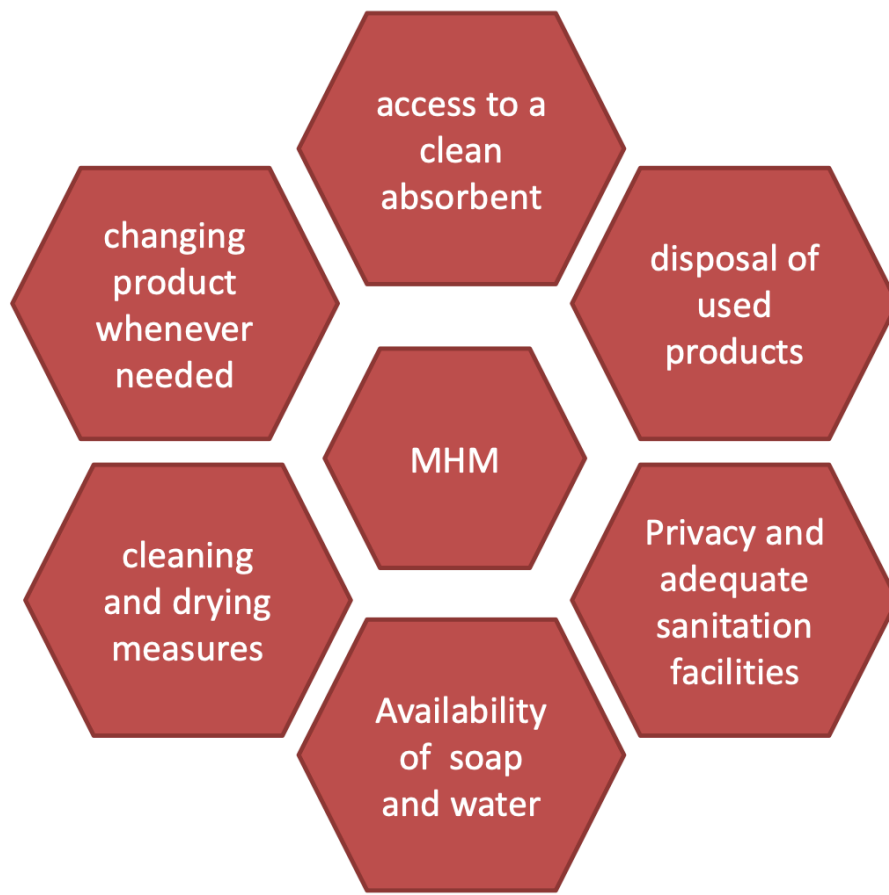 access to a
clean
absorbent
disposal of
used
products
Privacy and
adequate
sanitation
facilities
Availability
of  soap
and water
cleaning
and drying
measures
changing
product
whenever
needed
MHM